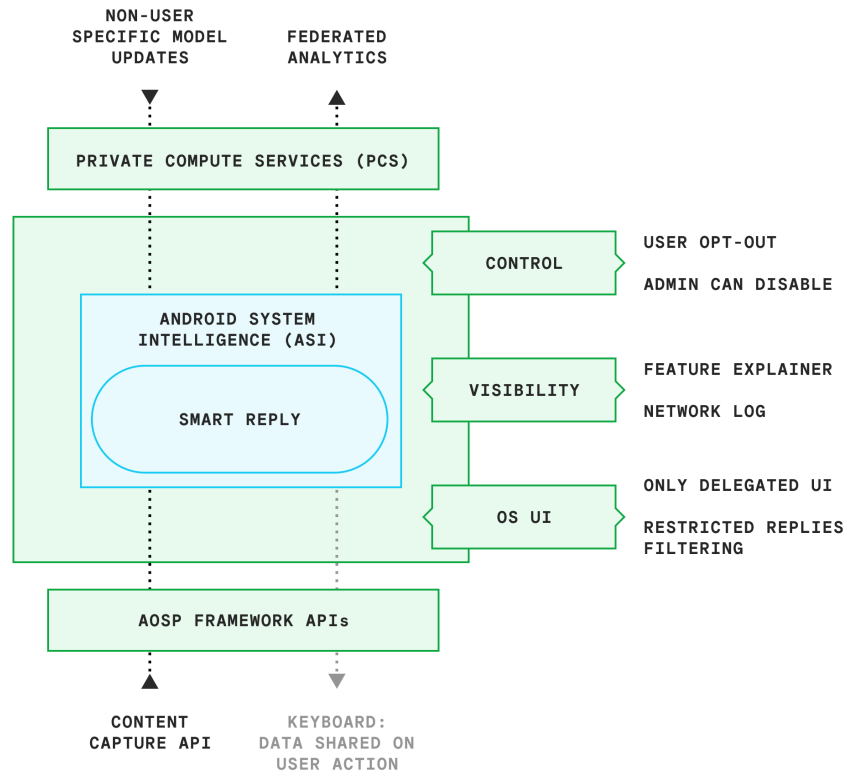 NON-USER
SPECIFIC MODEL
UPDATES
FEDERATED
ANALYTICS
PRIVATE COMPUTE SERVICES (PCS)
CONTROL
USER OPT-OUT
ADMIN CAN DISABLE
ANDROID SYSTEM
INTELLIGENCE (ASI)
SMART REPLY
VISIBILITY
FEATURE EXPLAINER
NETWORK LOG
OS UI
ONLY DELEGATED UI
RESTRICTED REPLIES
FILTERING
AOSP FRAMEWORK APIs
CONTENT
CAPTURE API
KEYBOARD:
DATA SHARED ON
USER ACTION